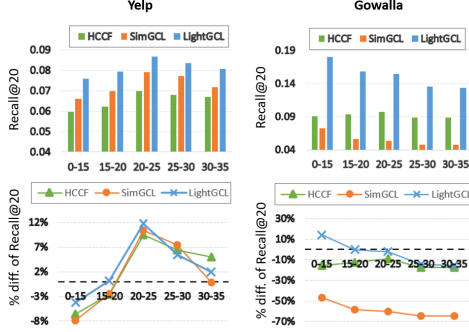 Yelp
HCCF SimGCL LightGCL
Recall@20
0.09
0.08
0.07
0.06
0.05
0.04
0-15 15-20 20-25 25-30 30-35
Gowalla
HCCF SimGCL LightGCL
Recall@20
0.19
0.14
0.09
0.04
0-15 15-20 20-25 25-30 30-35
HCCF SimGCL LightGCL
% diff. of Recall@20
12%
7%
2%
-3%
-8%
0-15 15-20 20-25 25-30 30-35
HCCF SimGCL LightGCL
% diff. of Recall@20
30%
10%
-10%
-30%
-50%
-70%
0-15 15-20 20-25 25-30 30-35